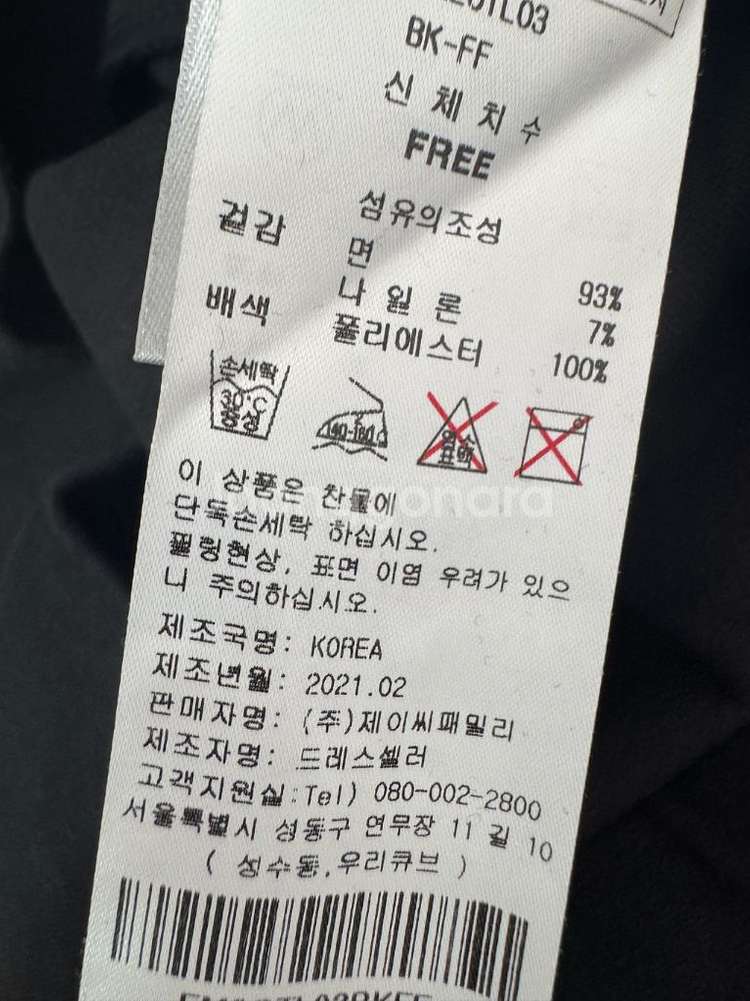 BK-FF
신 체 치 수
FREE
섬유의조성
겉감 면 93%
나 일 론 7%
배색 폴리에스터 100%
손세탁
30°C
중성
140-160℃
염소
표백
이 상품은 찬물에
단독손세탁 하십시오.
필링현상, 표면 이염 우려가 있으
니 주의하십시오.
제조국명: KOREA
제조년월: 2021.02
판매자명: (주)제이씨패밀리
제조자명: 드레스셀러
고객지원실:Tel) 080-002-2800
서울특별시 성동구 연무장 11 길 10
( 성수동,우리큐브 )